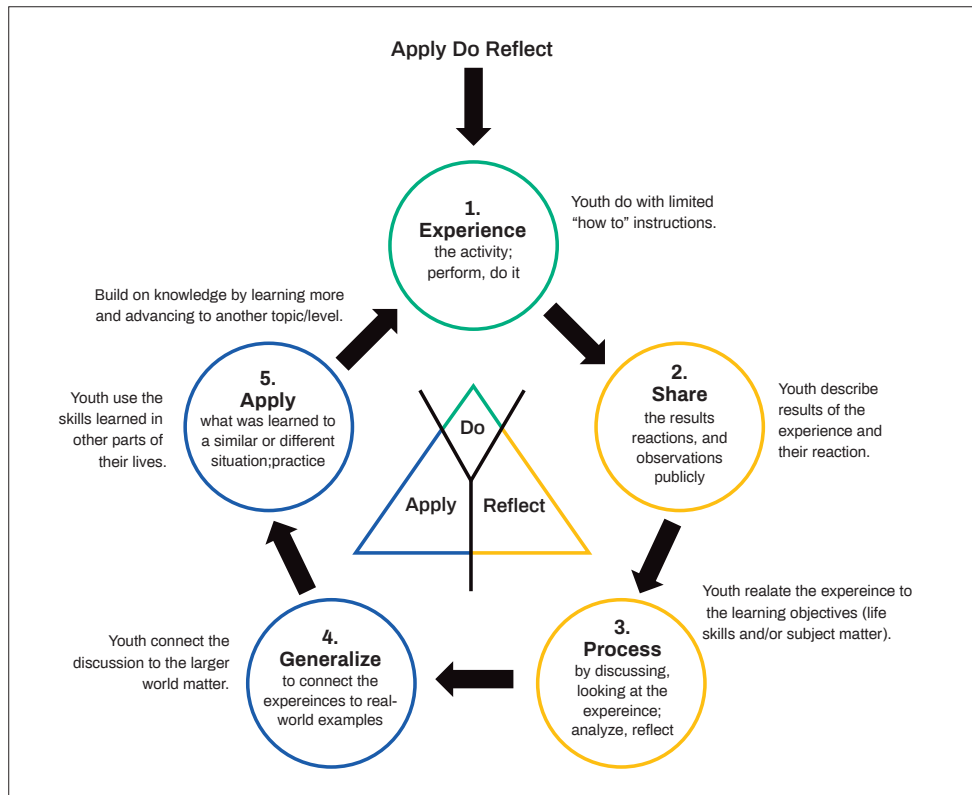 Apply Do Reflect
1.
Experience
the activity;
perform, do it
Youth do with limited
“how to” instructions.
2.
Share
the results
reactions, and
observations
publicly
Youth describe
results of the
experience and
their reaction.
3.
Process
by discussing,
looking at the
expereince;
analyze, reflect
Youth realate the expereince to
the learning objectives (life
skills and/or subject matter).
4.
Generalize
to connect the
expereinces to real-
world examples
Youth connect the
discussion to the larger
world matter.
5.
Apply
what was learned to
a similar or different
situation;practice
Youth use the
skills learned in
other parts of
their lives.
Build on knowledge by learning more
and advancing to another topic/level.
Do
Apply
Reflect